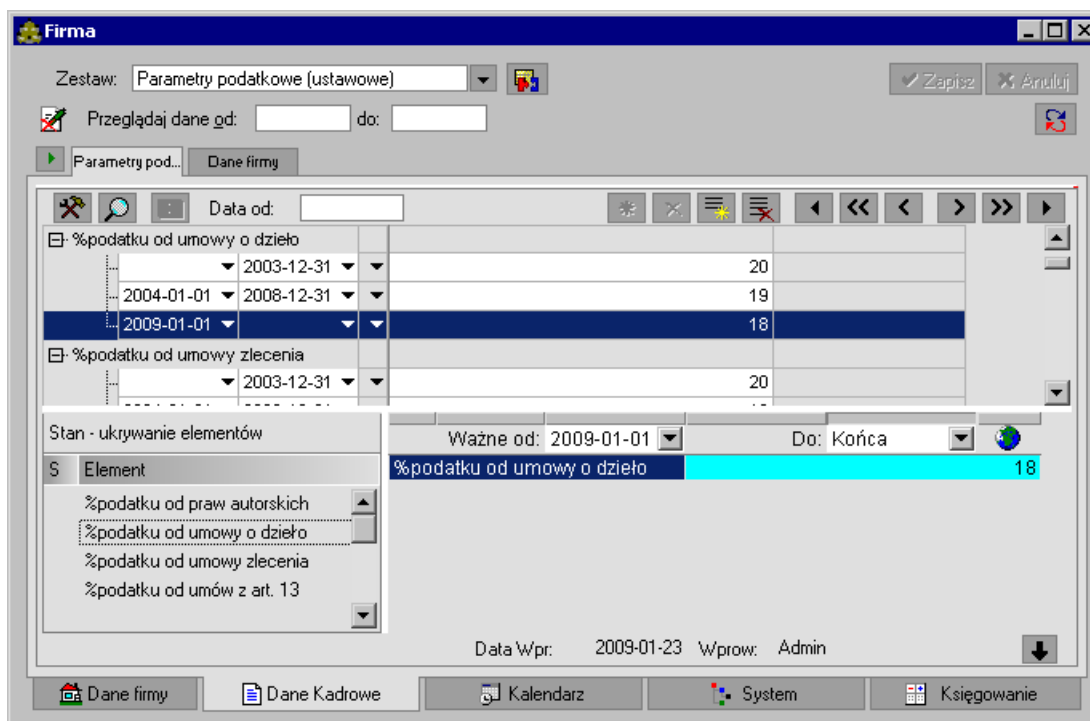 Firma
Zestaw: Parametry podatkowe (ustawowe) Zapisz Anuluj
Przeglądaj dane od: do:
Parametry pod... Dane firmy
Data od:
%podatku od umowy o dzieło
2003-12-31 20
2004-01-01 2008-12-31 19
2009-01-01 18
%podatku od umowy zlecenia
2003-12-31 20
Stan - ukrywanie elementów
Ważne od: 2009-01-01 Do: Końca
S Element
%podatku od umowy o dzieło 18
%podatku od praw autorskich
%podatku od umowy o dzieło
%podatku od umowy zlecenia
%podatku od umów z art. 13
Data Wpr: 2009-01-23 Wprow: Admin
Dane firmy Dane Kadrowe Kalendarz System Księgowanie